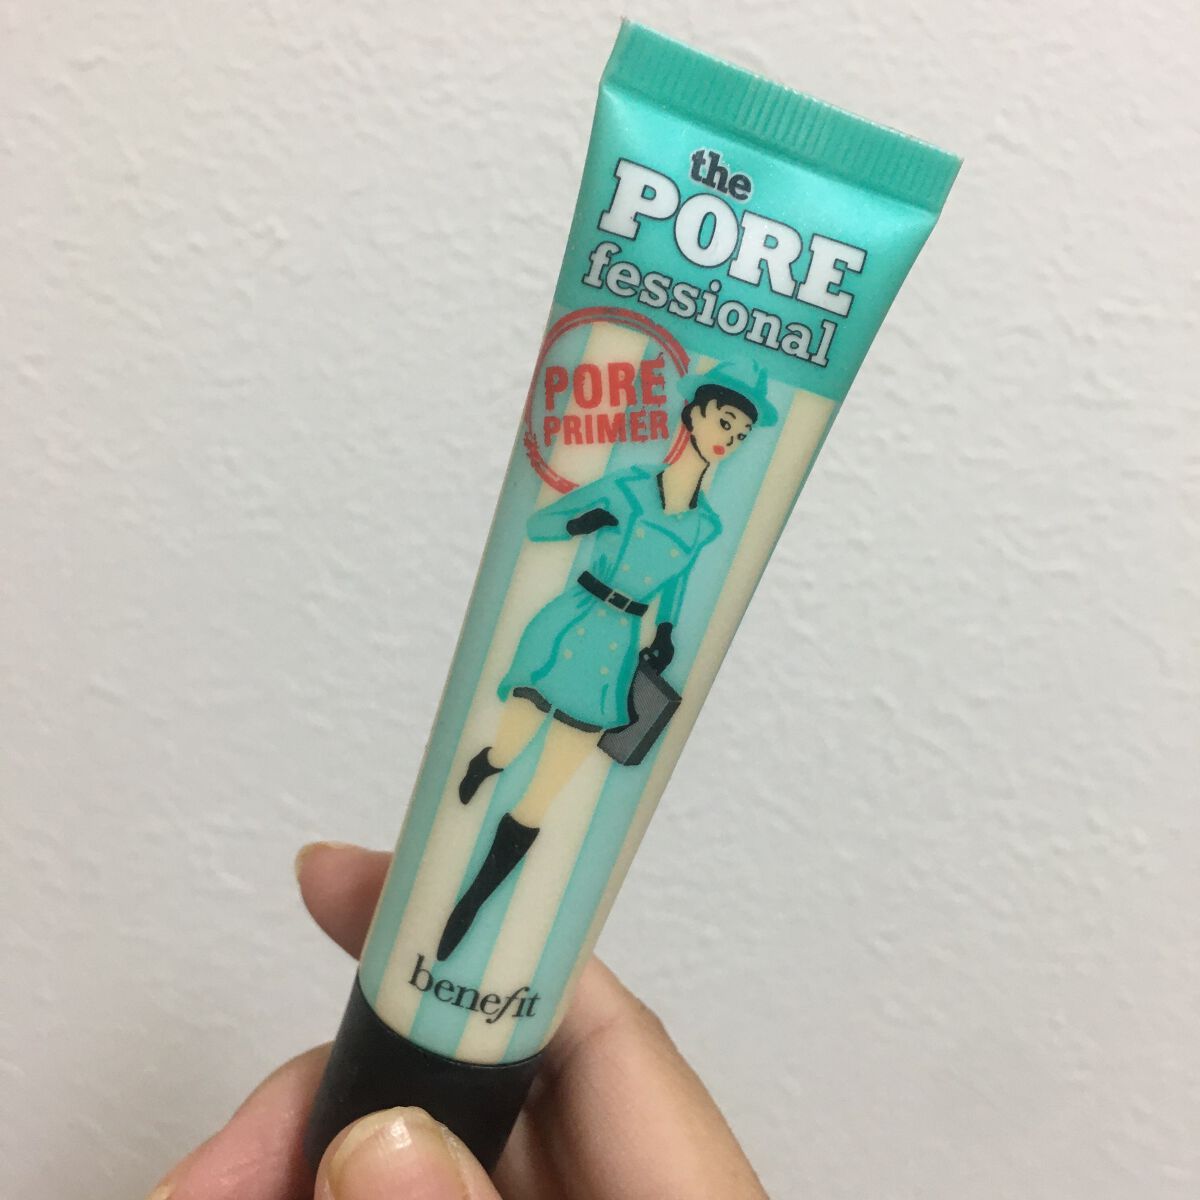 the
PORE
fessional
PORE
PRIMER
benefit